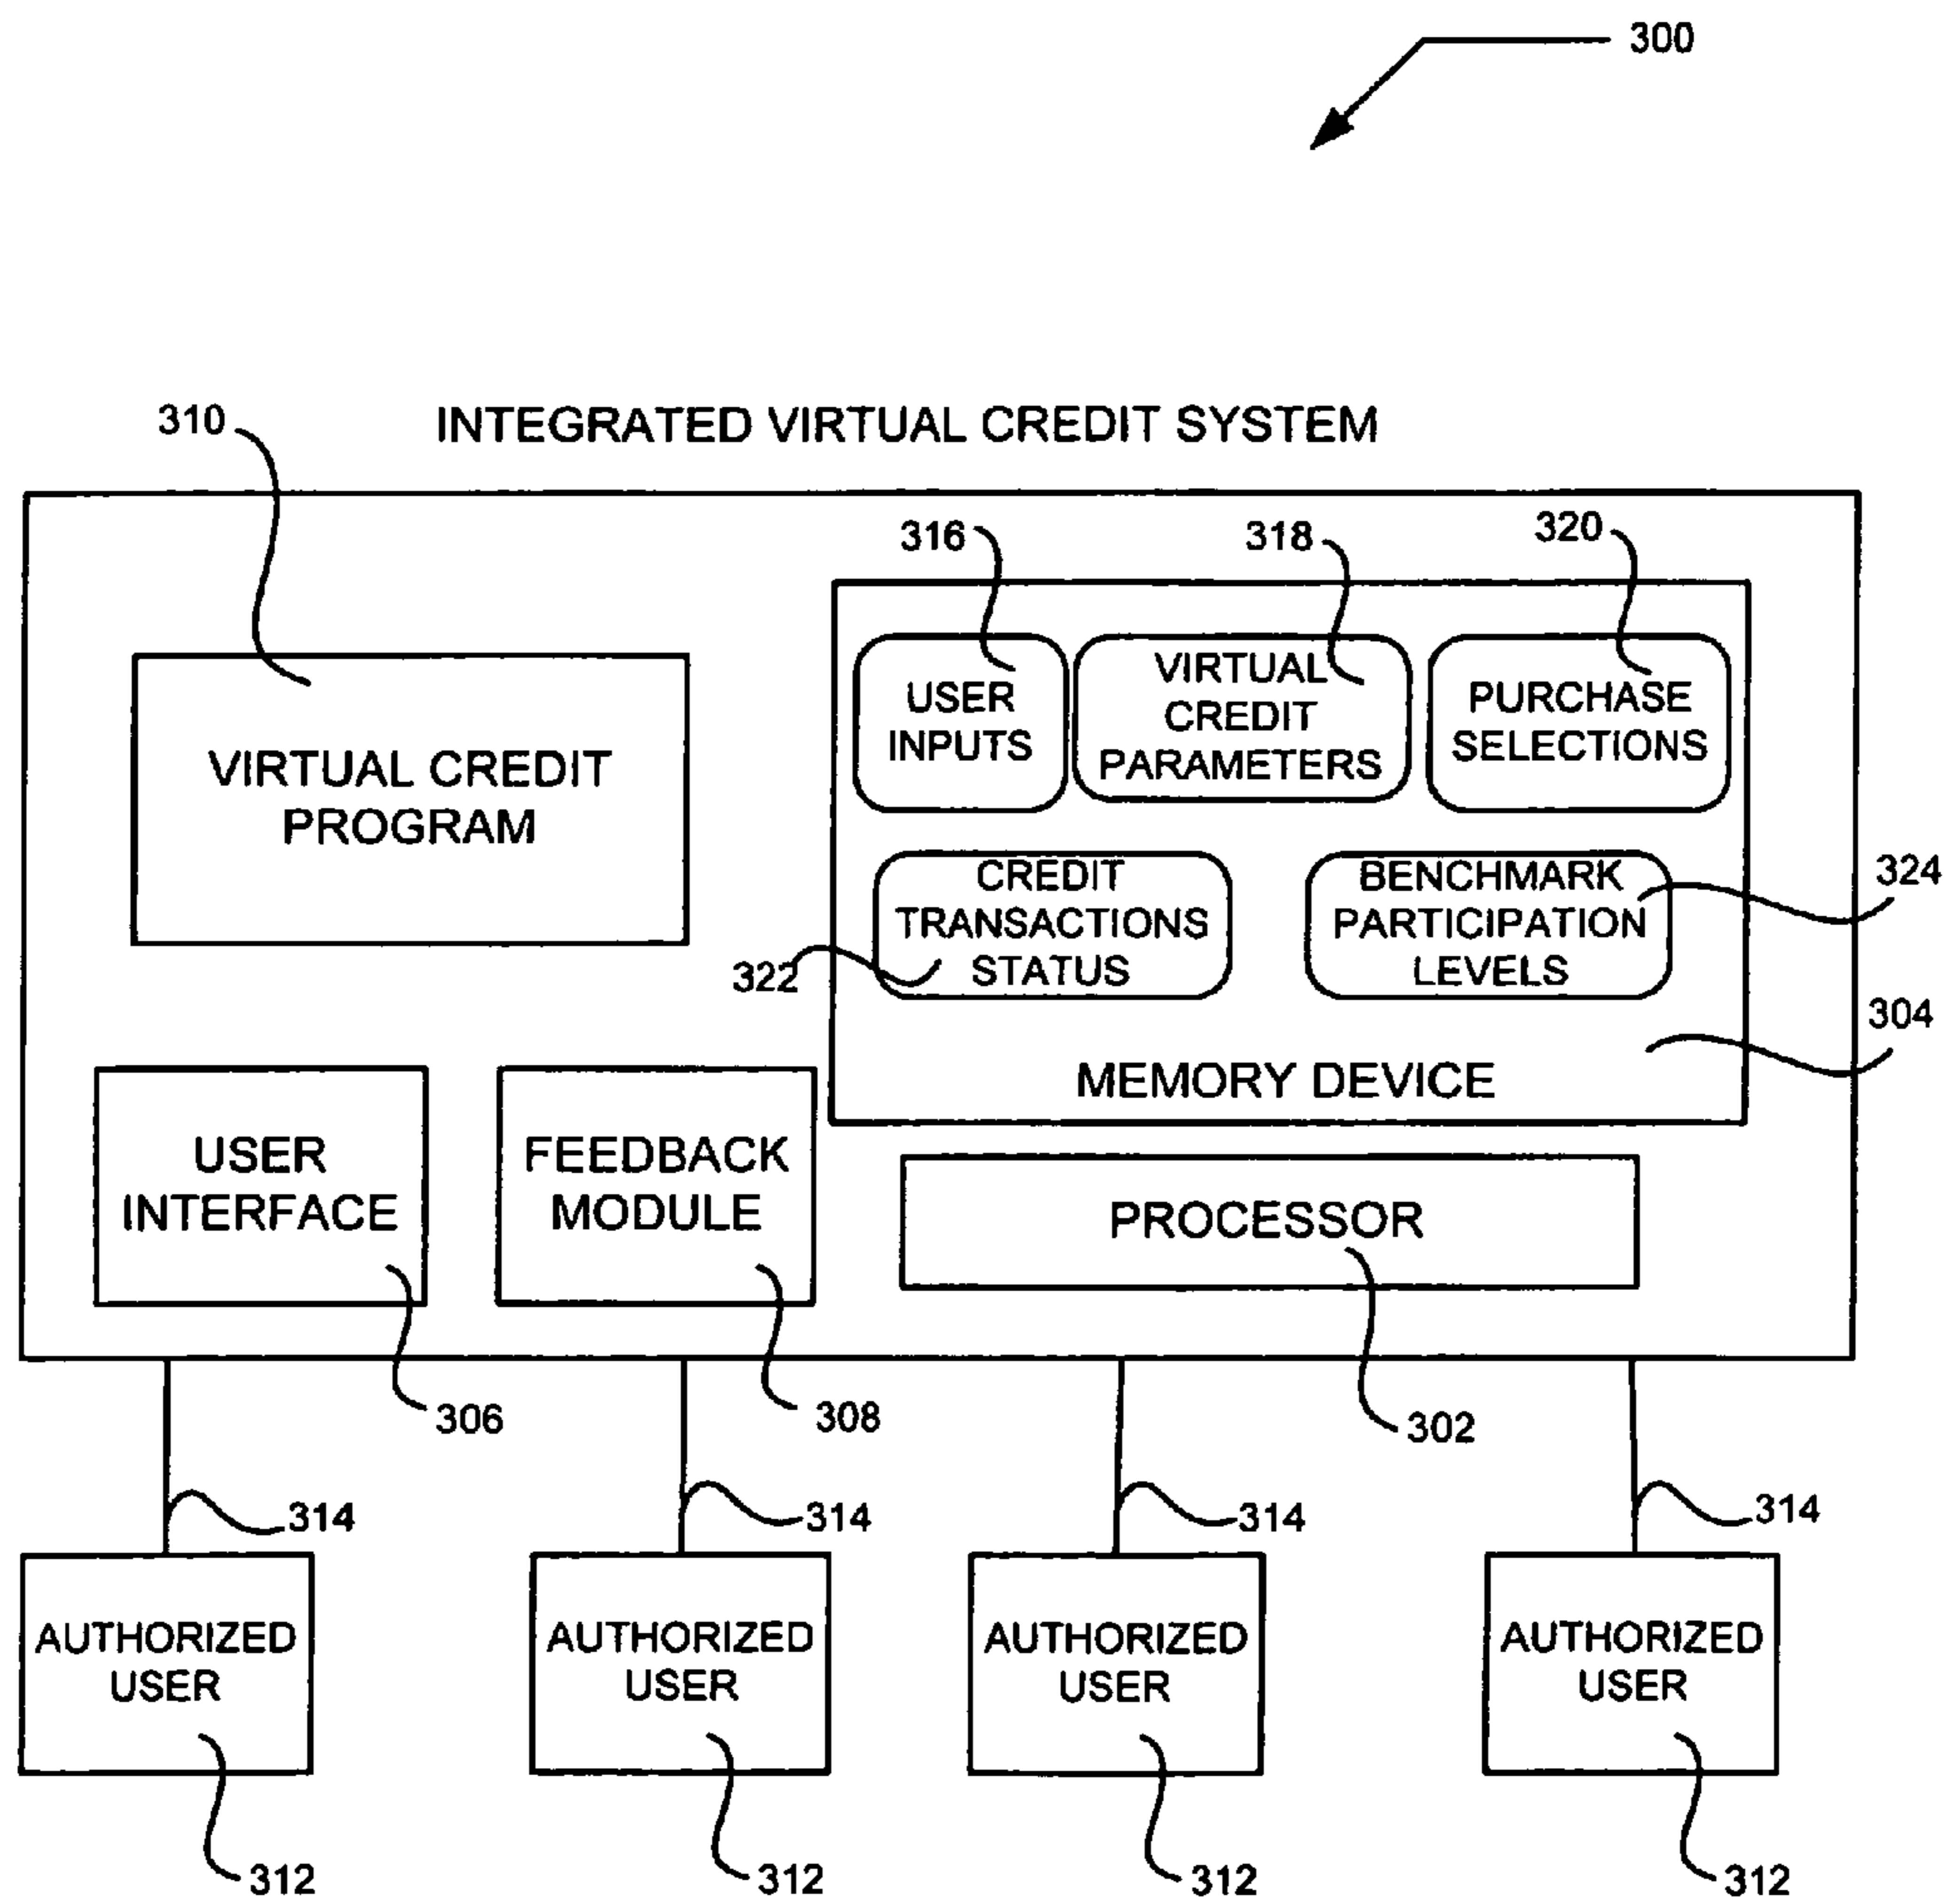 300
310
INTEGRATED VIRTUAL CREDIT SYSTEM
316
318
320
VIRTUAL CREDIT
PROGRAM
USER
INPUTS
VIRTUAL
CREDIT
PARAMETERS
PURCHASE
SELECTIONS
CREDIT
TRANSACTIONS
STATUS
322
BENCHMARK
PARTICIPATION
LEVELS
324
304
MEMORY DEVICE
USER
INTERFACE
FEEDBACK
MODULE
PROCESSOR
306
308
302
314
314
314
314
AUTHORIZED
USER
AUTHORIZED
USER
AUTHORIZED
USER
AUTHORIZED
USER
312
312
312
312